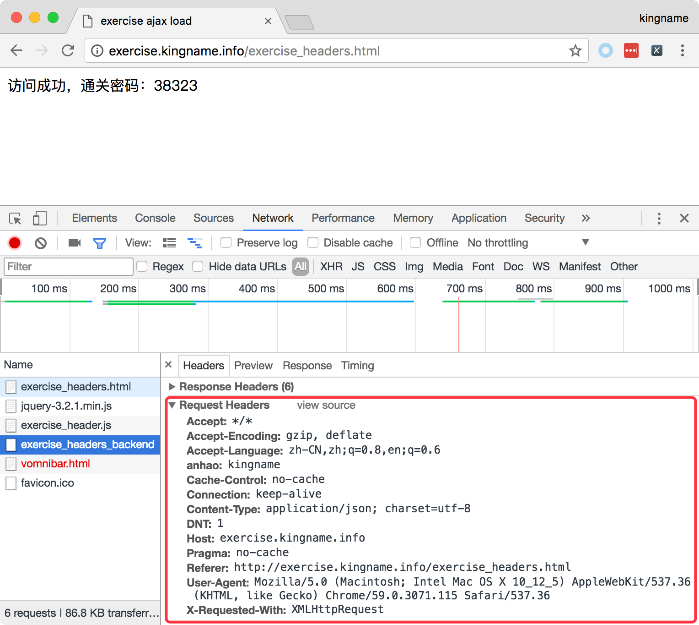 exercise ajax load
kingname
exercise.kingname.info/exercise_headers.html
访问成功，通关密码：38323
Elements Console Sources Network Performance Memory Application Security »
View: Preserve log Disable cache Offline No throttling
Filter Regex Hide data URLs All XHR JS CSS Img Media Font Doc WS Manifest Other
100 ms 200 ms 300 ms 400 ms 500 ms 600 ms 700 ms 800 ms 900 ms 1000 ms
Name
exercise_headers.html
jquery-3.2.1.min.js
exercise_header.js
exercise_headers_backend
vomnibar.html
favicon.ico
6 requests | 86.8 KB transferr...
Headers Preview Response Timing
Response Headers (6)
Request Headers view source
Accept: */*
Accept-Encoding: gzip, deflate
Accept-Language: zh-CN,zh;q=0.8,en;q=0.6
anhao: kingname
Cache-Control: no-cache
Connection: keep-alive
Content-Type: application/json; charset=utf-8
DNT: 1
Host: exercise.kingname.info
Pragma: no-cache
Referer: http://exercise.kingname.info/exercise_headers.html
User-Agent: Mozilla/5.0 (Macintosh; Intel Mac OS X 10_12_5) AppleWebKit/537.36
(KHTML, like Gecko) Chrome/59.0.3071.115 Safari/537.36
X-Requested-With: XMLHttpRequest